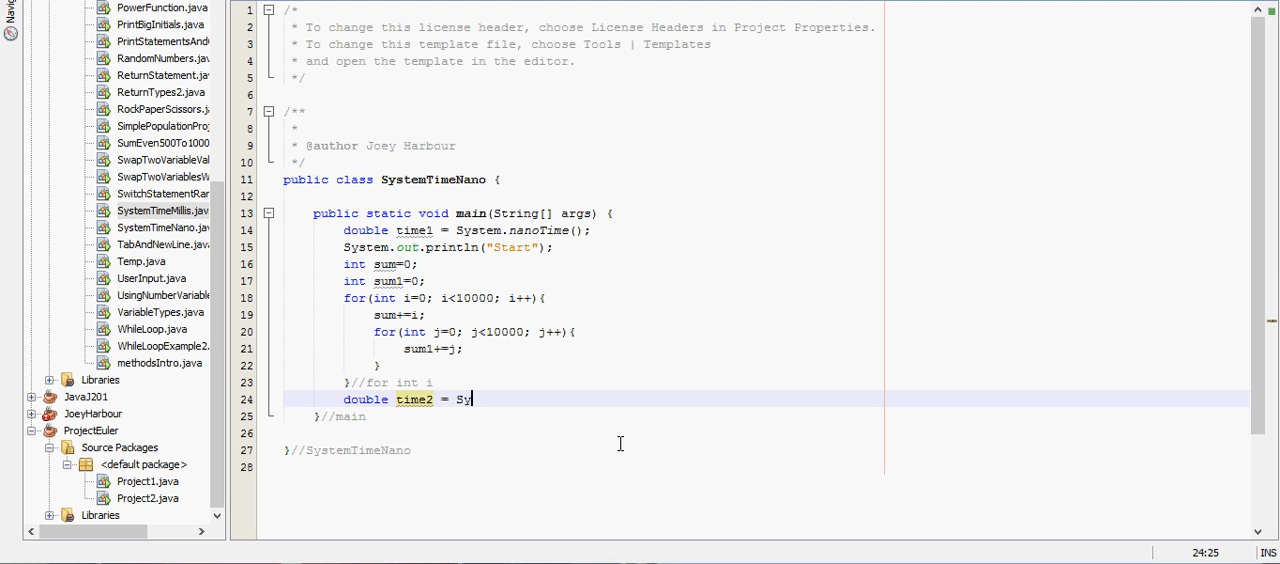 Navig
PowerFunction.java
PrintBigInitials.java
PrintStatementsAnd
RandomNumbers.java
ReturnStatement.java
ReturnTypes2.java
RockPaperScissors.ja
SimplePopulationProj
SumEven500To1000
SwapTwoVariableVal
SwapTwoVariablesW
SwitchStatementRar
SystemTimeMillis.java
SystemTimeNano.java
TabAndNewLine.java
Temp.java
UserInput.java
UsingNumberVariable
VariableTypes.java
WhileLoop.java
WhileLoopExample2.
methodsIntro.java
Libraries
JavaJ201
JoeyHarbour
ProjectEuler
Source Packages
<default package>
Project1.java
Project2.java
Libraries
1 /*
2 * To change this license header, choose License Headers in Project Properties.
3 * To change this template file, choose Tools | Templates
4 * and open the template in the editor.
5 */
6
7 /**
8 *
9 * @author Joey Harbour
10 */
11 public class SystemTimeNano {
12
13 public static void main(String[] args) {
14 double time1 = System.nanoTime();
15 System.out.println("Start");
16 int sum=0;
17 int sum1=0;
18 for(int i=0; i<10000; i++){
19 sum+=i;
20 for(int j=0; j<10000; j++){
21 sum1+=j;
22 }
23 }//for int i
24 double time2 = Sy
25 }//main
26
27 }//SystemTimeNano
28
24:25 INS